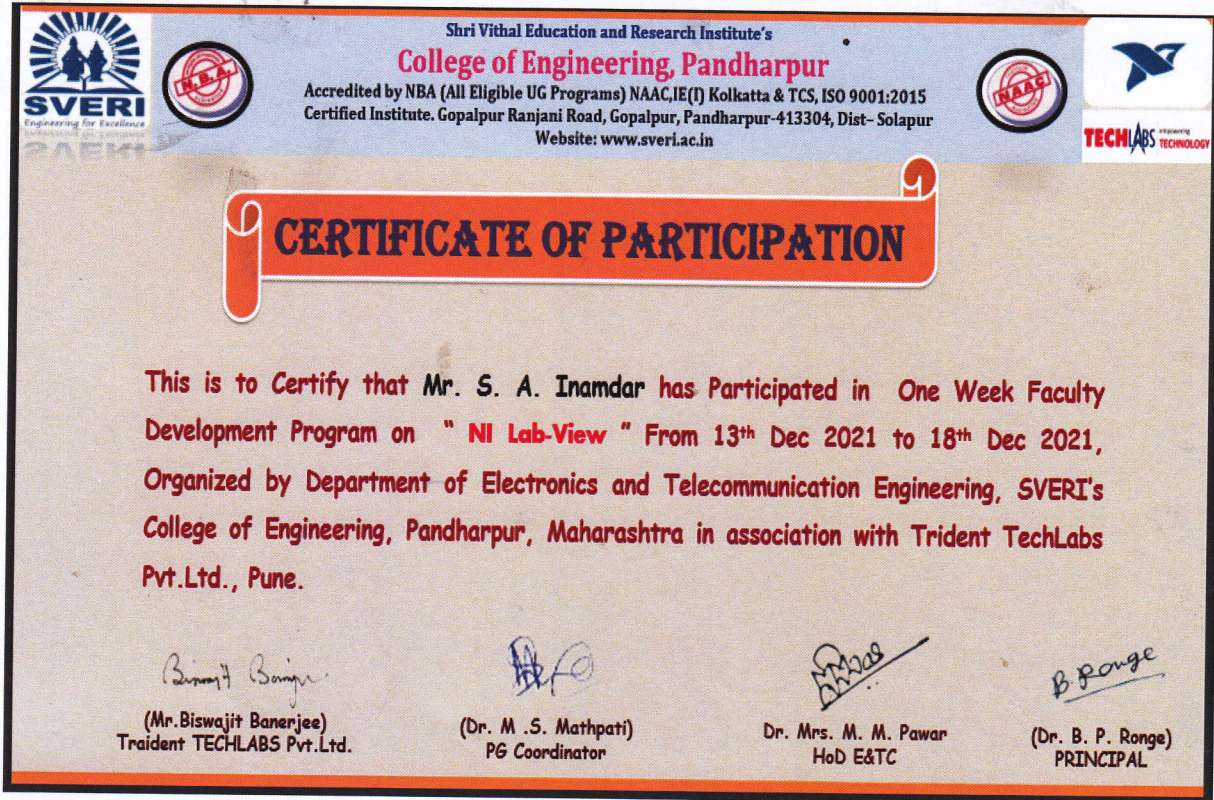 Shri Vithal Education and Research Institute's
College of Engineering, Pandharpur
Accredited by NBA (All Eligible UG Programs) NAAC,IE(I) Kolkatta & TCS, ISO 9001:2015
Certified Institute. Gopalpur Ranjani Road, Gopalpur, Pandharpur-413304, Dist- Solapur
Website: www.sveri.ac.in
SVERI
Engineering for Excellence
N.B.A.
NAAC
TECHLABS empowering TECHNOLOGY
CERTIFICATE OF PARTICIPATION
This is to Certify that Mr. S. A. Inamdar has Participated in One Week Faculty
Development Program on " NI Lab-View " From 13th Dec 2021 to 18th Dec 2021,
Organized by Department of Electronics and Telecommunication Engineering, SVERI's
College of Engineering, Pandharpur, Maharashtra in association with Trident TechLabs
Pvt.Ltd., Pune.
B.Ronge
(Mr.Biswajit Banerjee)
Traident TECHLABS Pvt.Ltd.
(Dr. M .S. Mathpati)
PG Coordinator
Dr. Mrs. M. M. Pawar
HoD E&TC
(Dr. B. P. Ronge)
PRINCIPAL